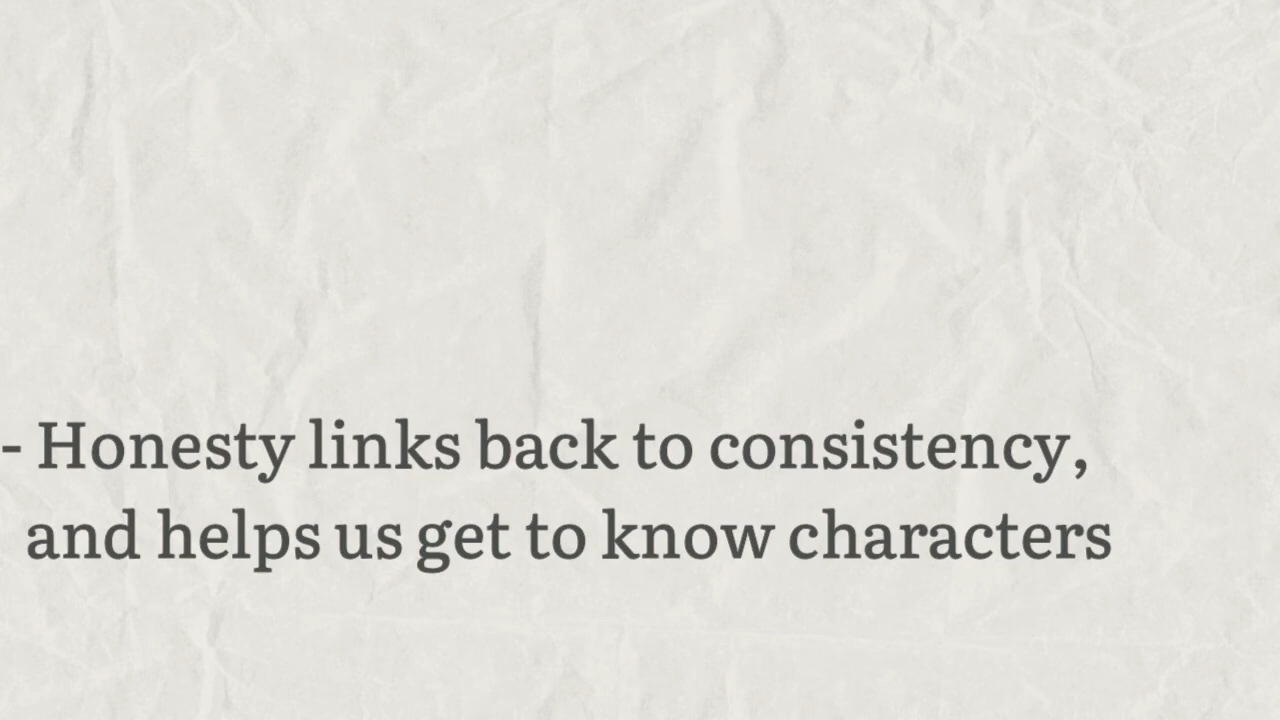 - Honesty links back to consistency,
and helps us get to know characters